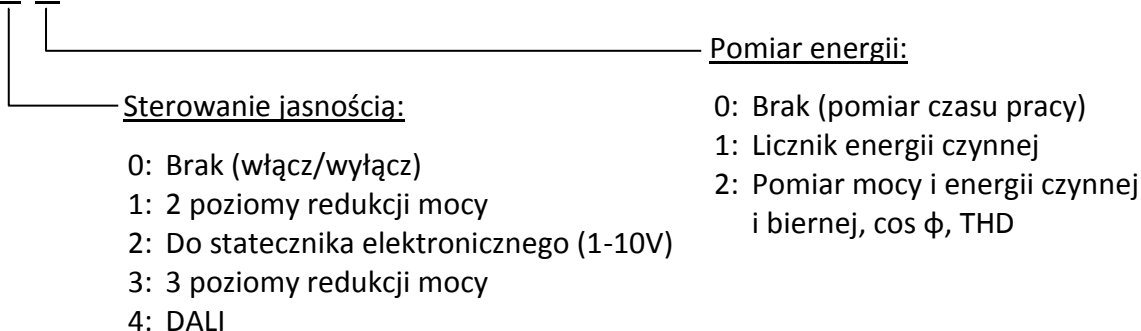 Pomiar energii:
0: Brak (pomiar czasu pracy)
1: Licznik energii czynnej
2: Pomiar mocy i energii czynnej
i biernej, cos φ, THD
Sterowanie jasnością:
0: Brak (włącz/wyłącz)
1: 2 poziomy redukcji mocy
2: Do statecznika elektronicznego (1-10V)
3: 3 poziomy redukcji mocy
4: DALI